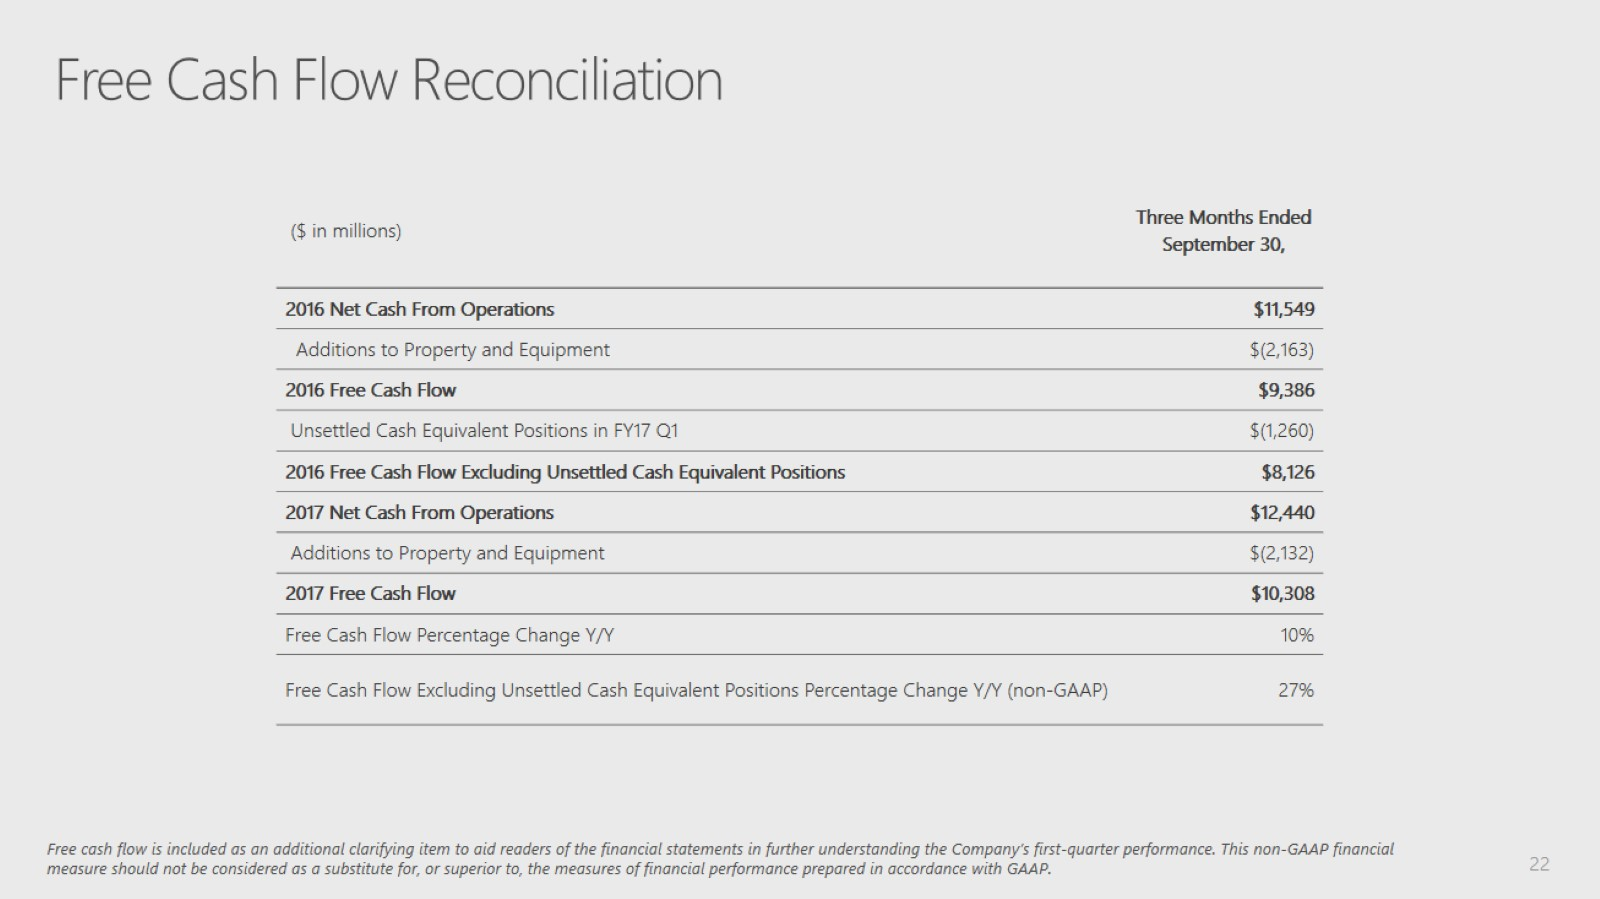 Free Cash Flow Reconciliation
($ in millions)
Three Months Ended
September 30,
2016 Net Cash From Operations $11,549
Additions to Property and Equipment $(2,163)
2016 Free Cash Flow $9,386
Unsettled Cash Equivalent Positions in FY17 Q1 $(1,260)
2016 Free Cash Flow Excluding Unsettled Cash Equivalent Positions $8,126
2017 Net Cash From Operations $12,440
Additions to Property and Equipment $(2,132)
2017 Free Cash Flow $10,308
Free Cash Flow Percentage Change Y/Y 10%
Free Cash Flow Excluding Unsettled Cash Equivalent Positions Percentage Change Y/Y (non-GAAP) 27%
Free cash flow is included as an additional clarifying item to aid readers of the financial statements in further understanding the Company's first-quarter performance. This non-GAAP financial
measure should not be considered as a substitute for, or superior to, the measures of financial performance prepared in accordance with GAAP.
22